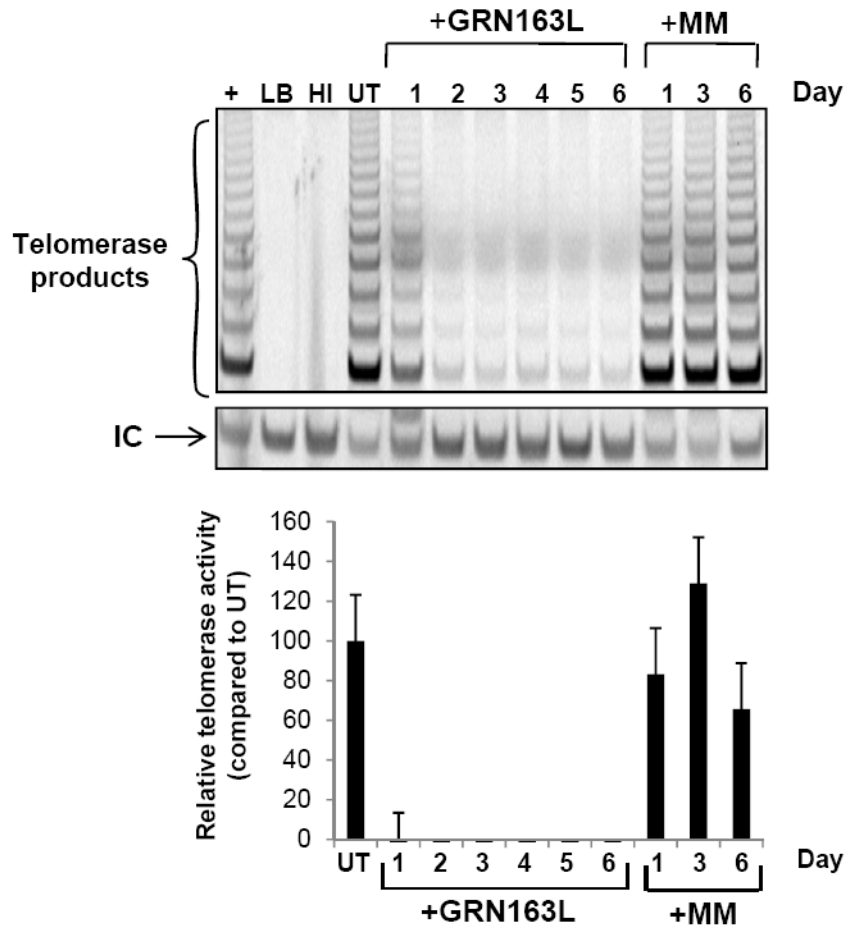 +GRN163L +MM
+ LB HI UT 1 2 3 4 5 6 1 3 6 Day
Telomerase
products
IC
Relative telomerase activity
(compared to UT)
160
140
120
100
80
60
40
20
0
UT 1 2 3 4 5 6 1 3 6 Day
+GRN163L +MM